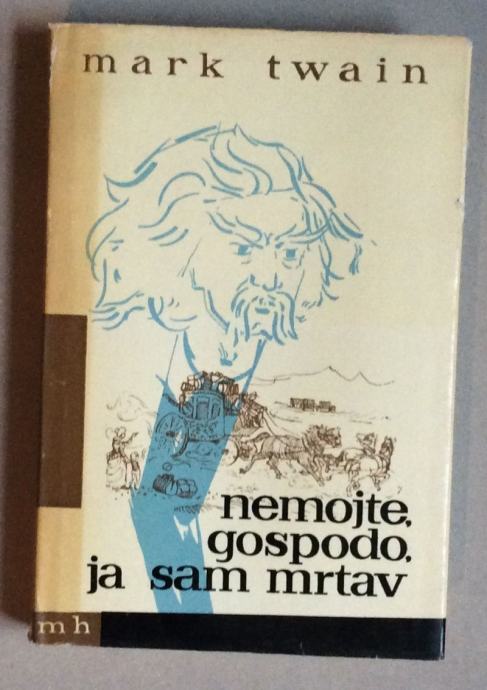 mark twain
nemojte,
gospodo,
ja sam mrtav
mh